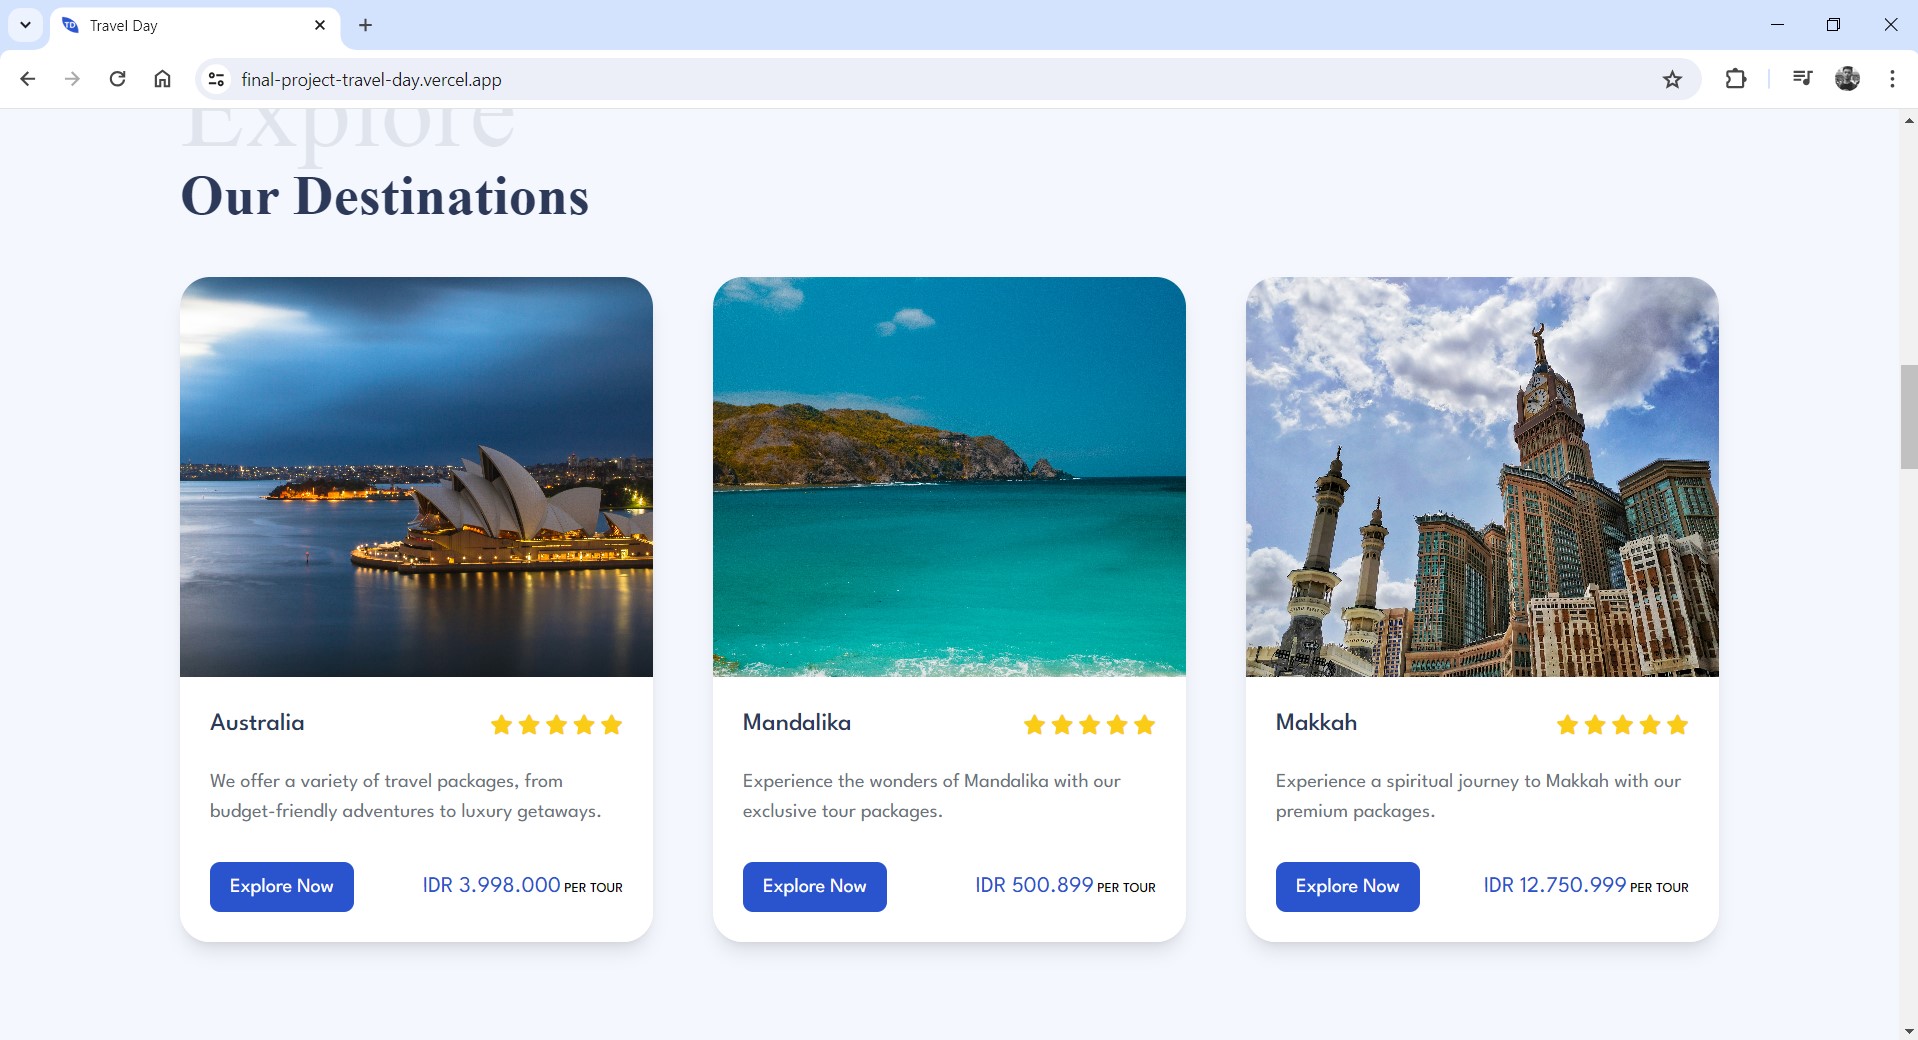 Travel Day
final-project-travel-day.vercel.app
Explore
Our Destinations
Australia
We offer a variety of travel packages, from
budget-friendly adventures to luxury getaways.
Explore Now
IDR 3.998.000 PER TOUR
Mandalika
Experience the wonders of Mandalika with our
exclusive tour packages.
Explore Now
IDR 500.899 PER TOUR
Makkah
Experience a spiritual journey to Makkah with our
premium packages.
Explore Now
IDR 12.750.999 PER TOUR